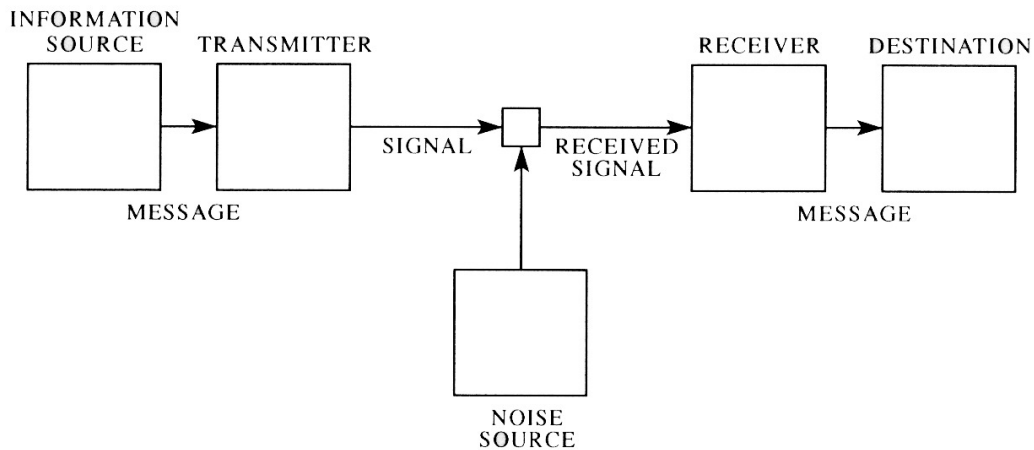 INFORMATION
SOURCE
TRANSMITTER
RECEIVER
DESTINATION
SIGNAL
RECEIVED
SIGNAL
MESSAGE
MESSAGE
NOISE
SOURCE